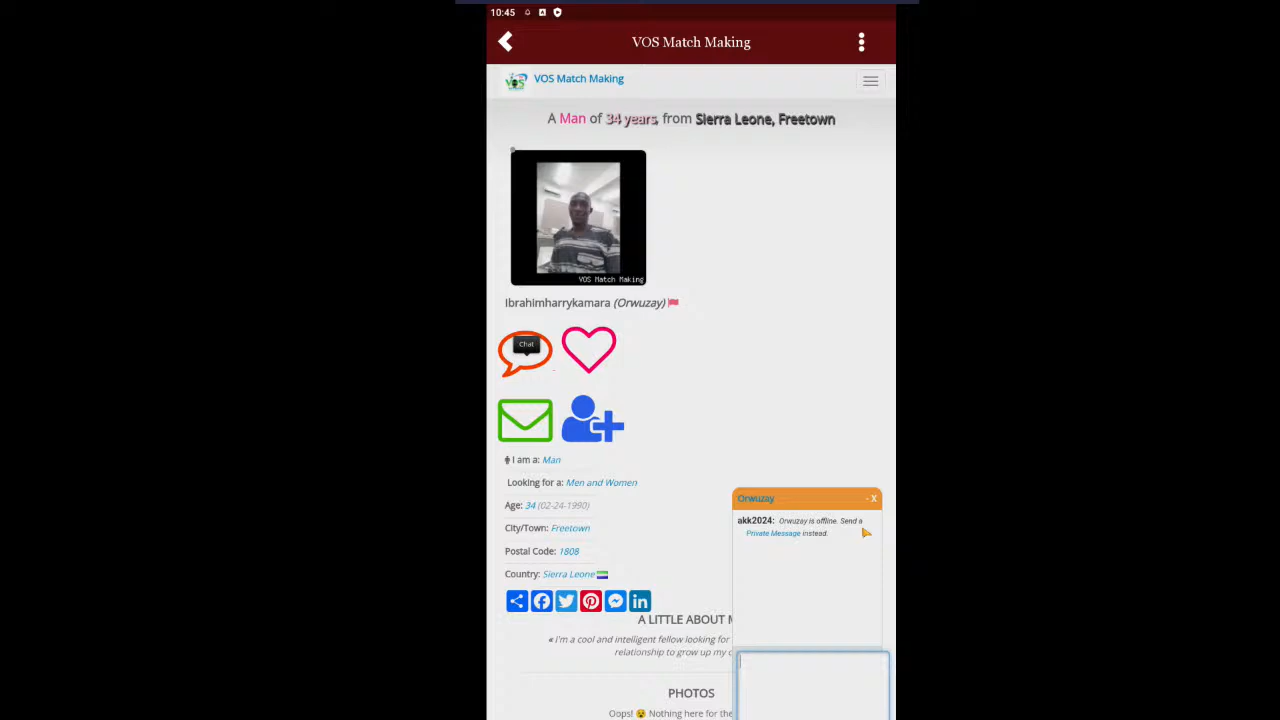 10:45
VOS Match Making
VOS Match Making
A Man of 34 years, from Sierra Leone, Freetown
VOS Match Making
Ibrahimharrykamara (Orwuzay)
Chat
I am a: Man
Looking for a: Men and Women
Age: 34 (02-24-1990)
City/Town: Freetown
Postal Code: 1808
Country: Sierra Leone
A LITTLE ABOUT
« i'm a cool and intelligent fellow looking for
relationship to grow up my
PHOTOS
Oops! 😵 Nothing here for the
Orwuzay - X
akk2024: Orwuzay is offline. Send a
Private Message instead.